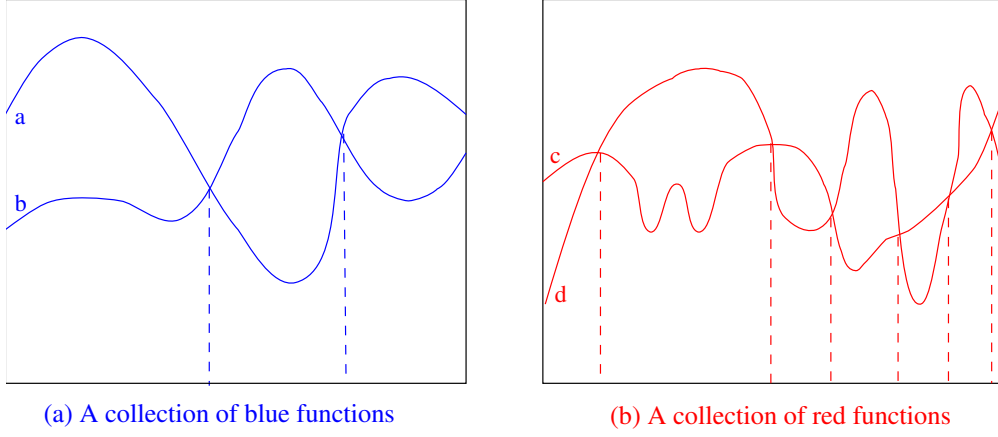 a
b
c
d
(a) A collection of blue functions
(b) A collection of red functions